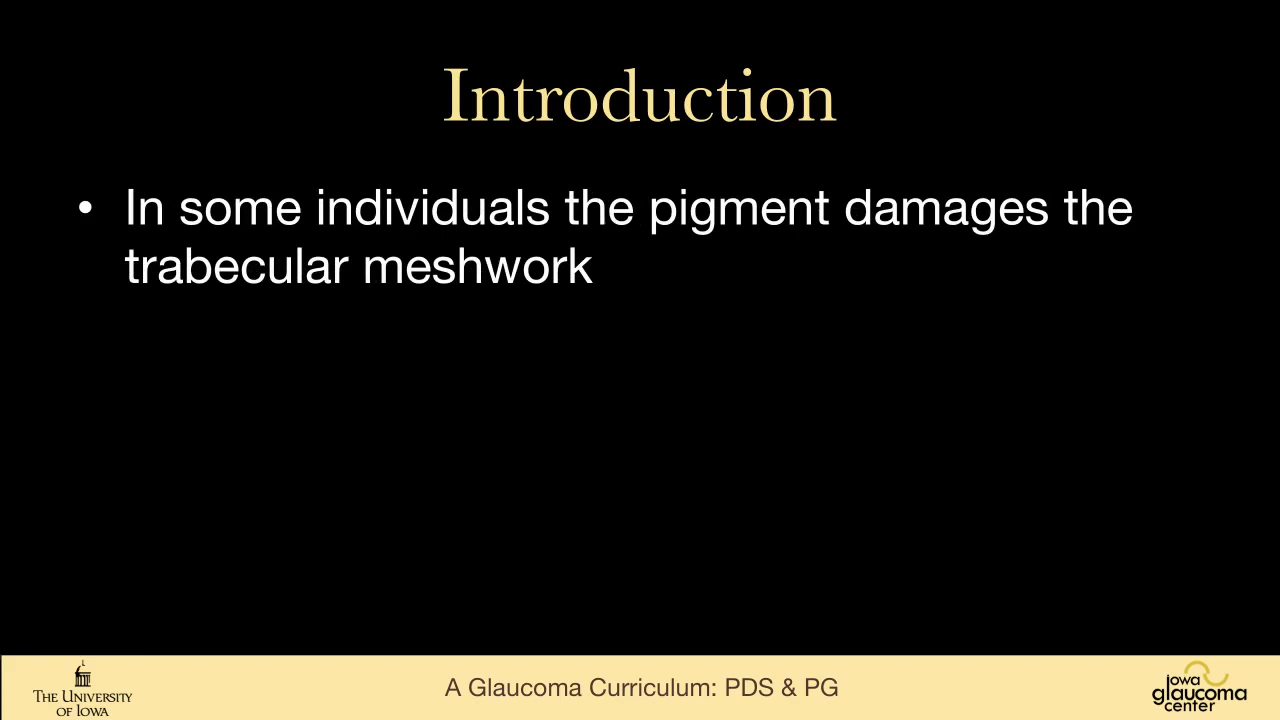 Introduction
• In some individuals the pigment damages the
trabecular meshwork
THE UNIVERSITY
OF IOWA
A Glaucoma Curriculum: PDS & PG
iowa
glaucoma
center